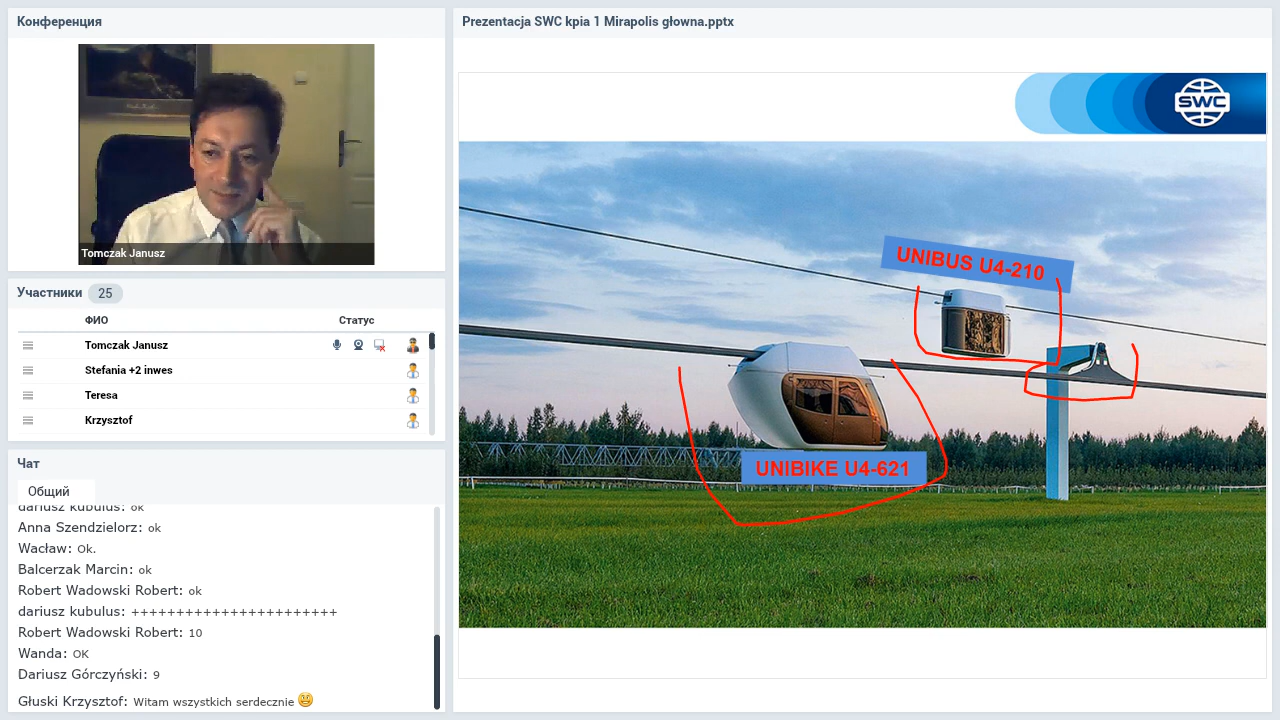 Конференция
Tomczak Janusz
Участники 25
ФИО Статус
Tomczak Janusz
Stefania +2 inwes
Teresa
Krzysztof
Чат
Общий
dariusz kubulus: ok
Anna Szendzielorz: ok
Wacław: Ok.
Balcerzak Marcin: ok
Robert Wadowski Robert: ok
dariusz kubulus: +++++++++++++++++++++++
Robert Wadowski Robert: 10
Wanda: OK
Dariusz Górczyński: 9
Głuski Krzysztof: Witam wszystkich serdecznie
Prezentacja SWC kpia 1 Mirapolis głowna.pptx
SWC
UNIBUS U4-210
UNIBIKE U4-621